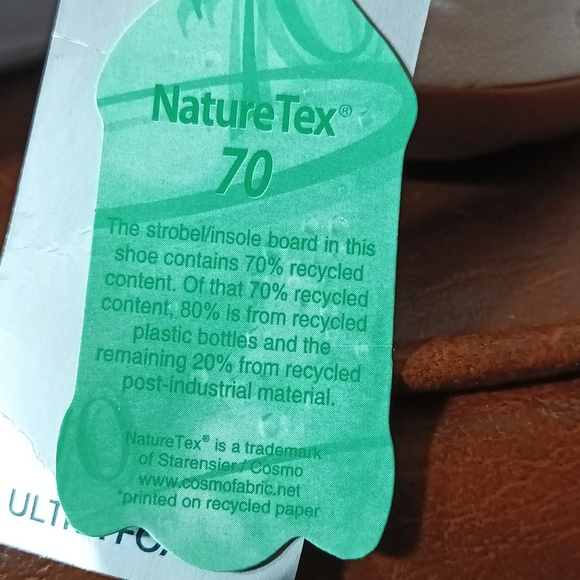 NatureTex®
70
The strobel/insole board in this
shoe contains 70% recycled
content. Of that 70% recycled
content, 80% is from recycled
plastic bottles and the
remaining 20% from recycled
post-industrial material.
NatureTex® is a trademark
of Starensier / Cosmo
www.cosmofabric.net
*printed on recycled paper